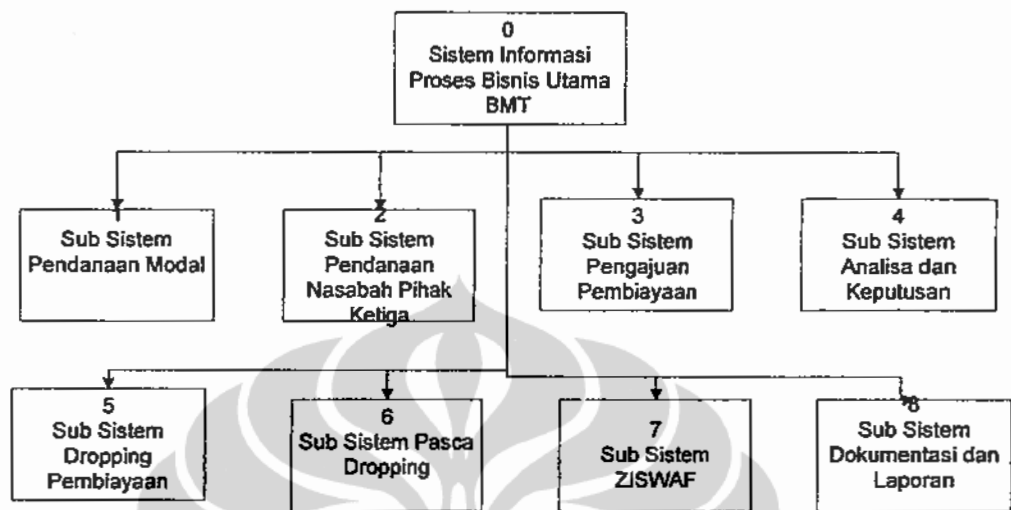 0
Sistem Informasi
Proses Bisnis Utama
BMT
1
Sub Sistem
Pendanaan Modal
2
Sub Sistem
Pendanaan
Nasabah Pihak
Ketiga
3
Sub Sistem
Pengajuan
Pembiayaan
4
Sub Sistem
Analisa dan
Keputusan
5
Sub Sistem
Dropping
Pembiayaan
6
Sub Sistem Pasca
Dropping
7
Sub Sistem
ZISWAF
8
Sub Sistem
Dokumentasi dan
Laporan